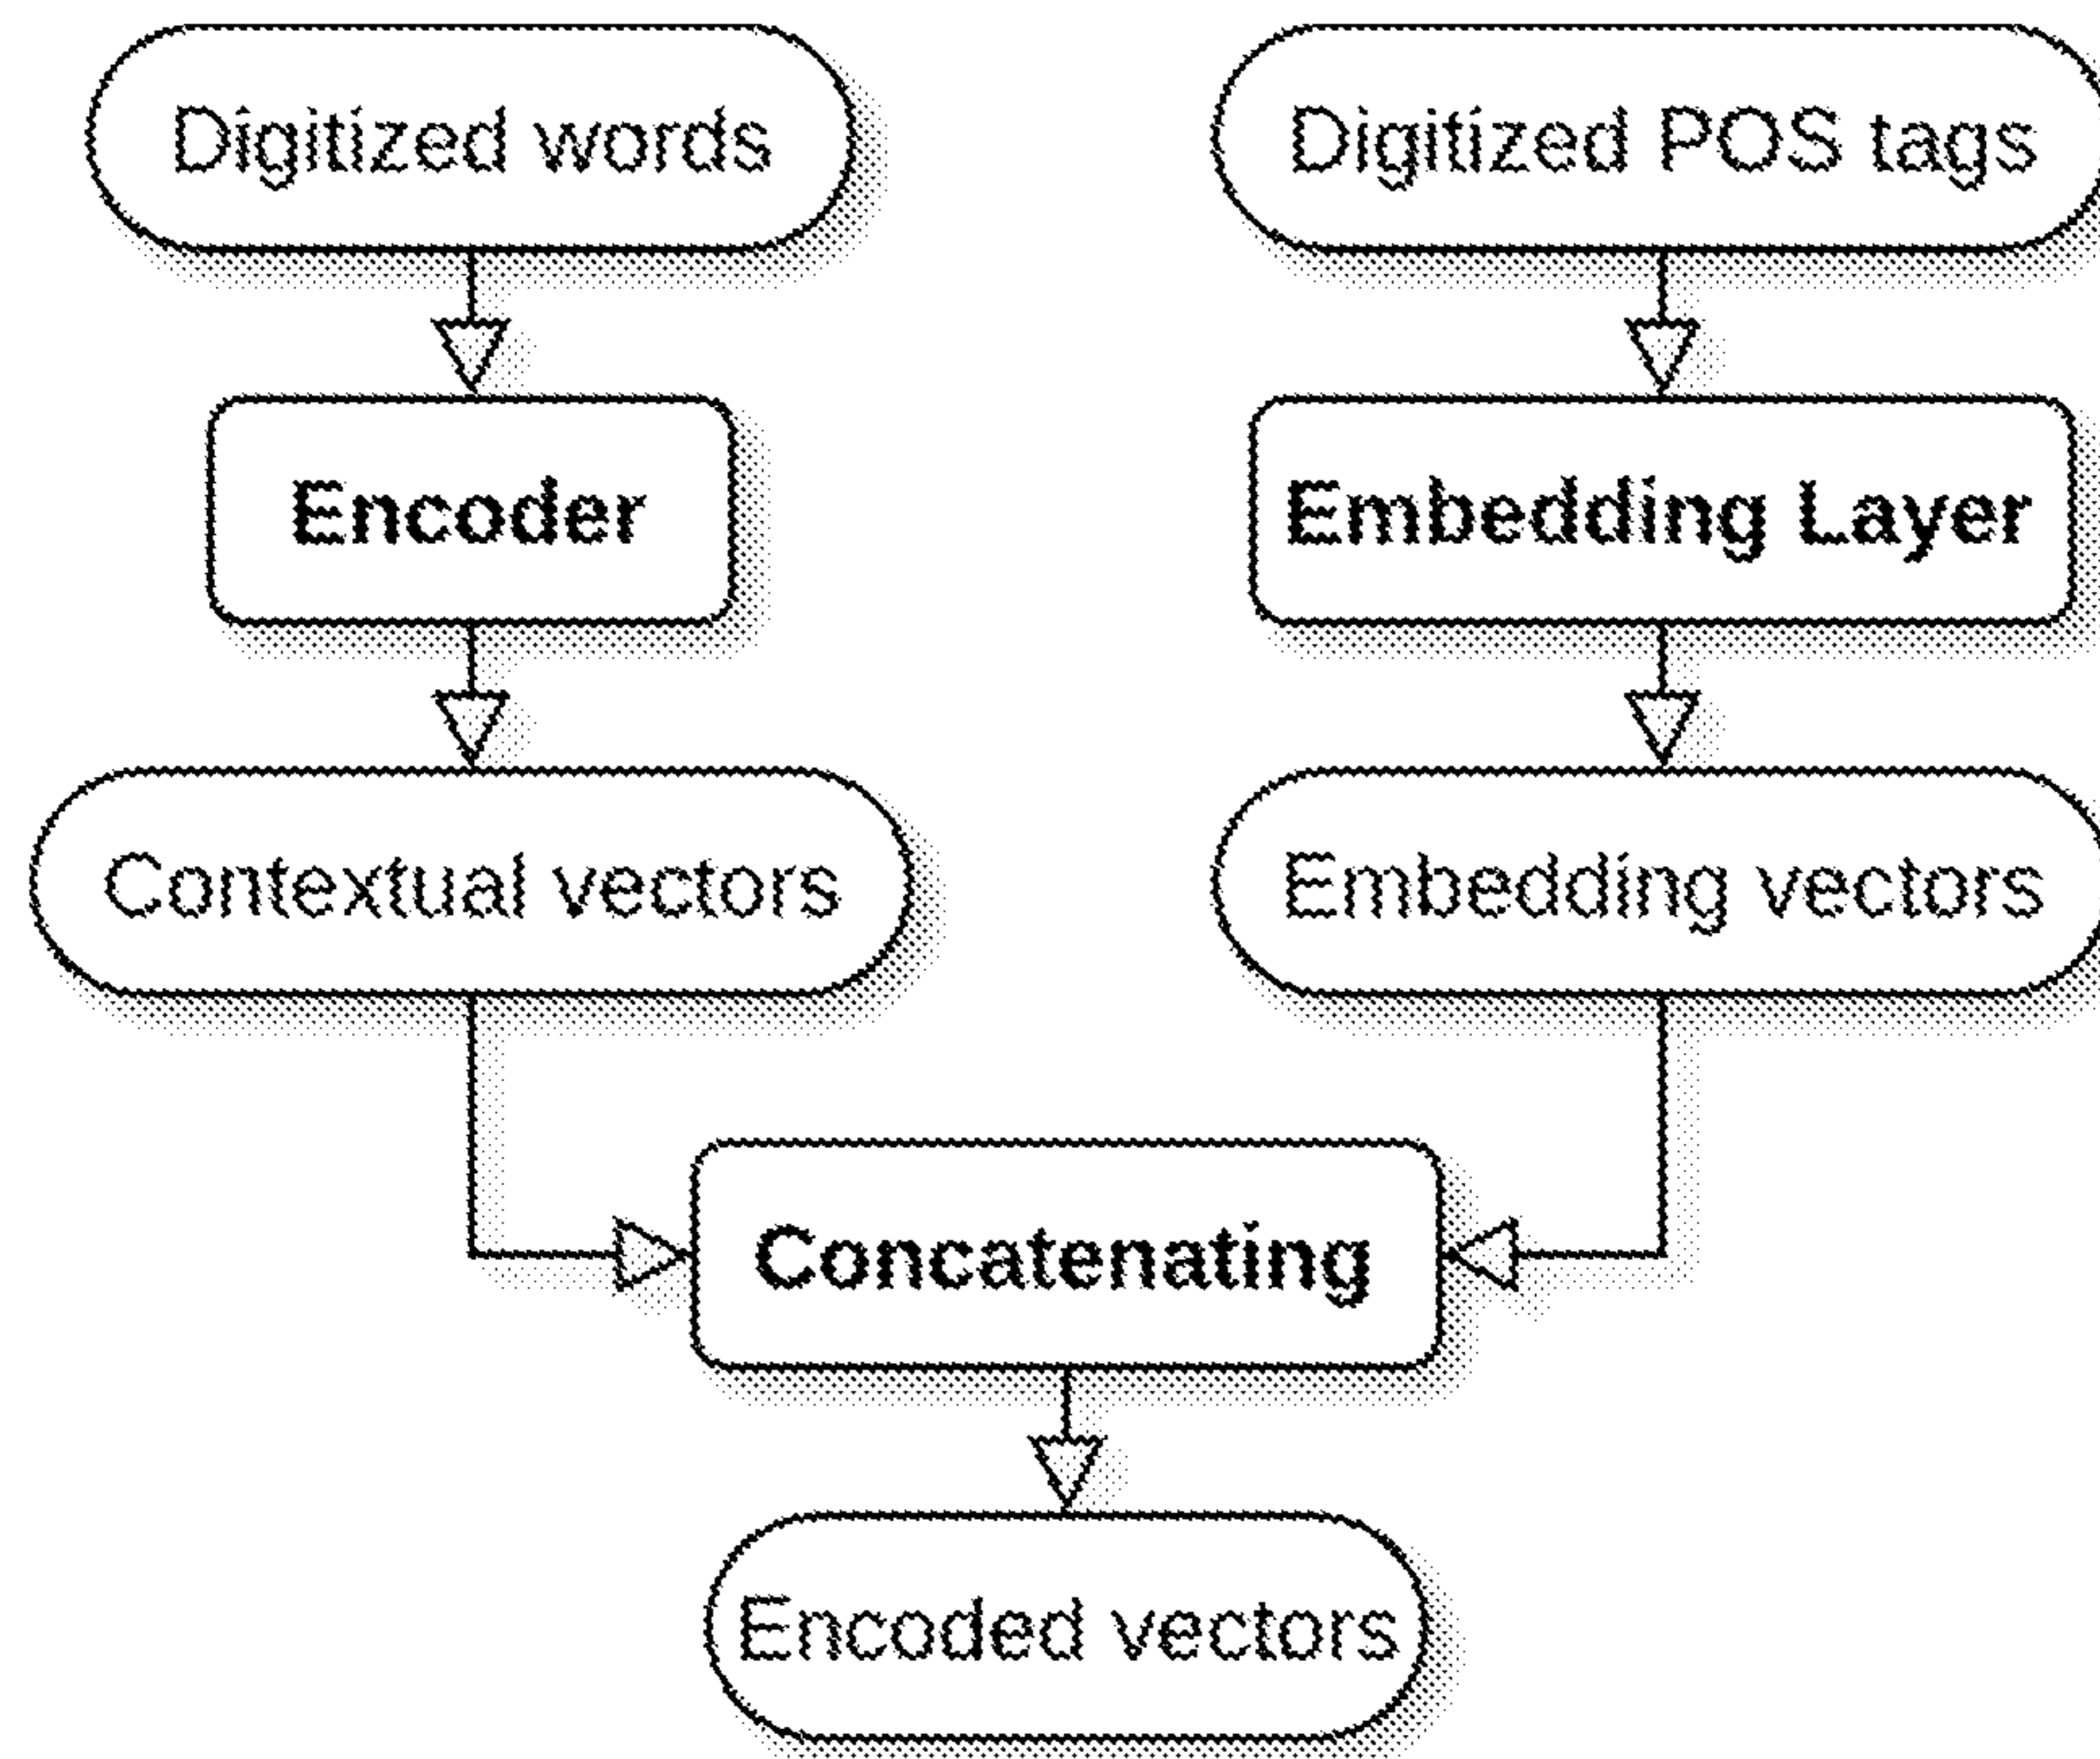 Digitized words
Digitized POS tags
Encoder
Embedding Layer
Contextual vectors
Embedding vectors
Concatenating
Encoded vectors